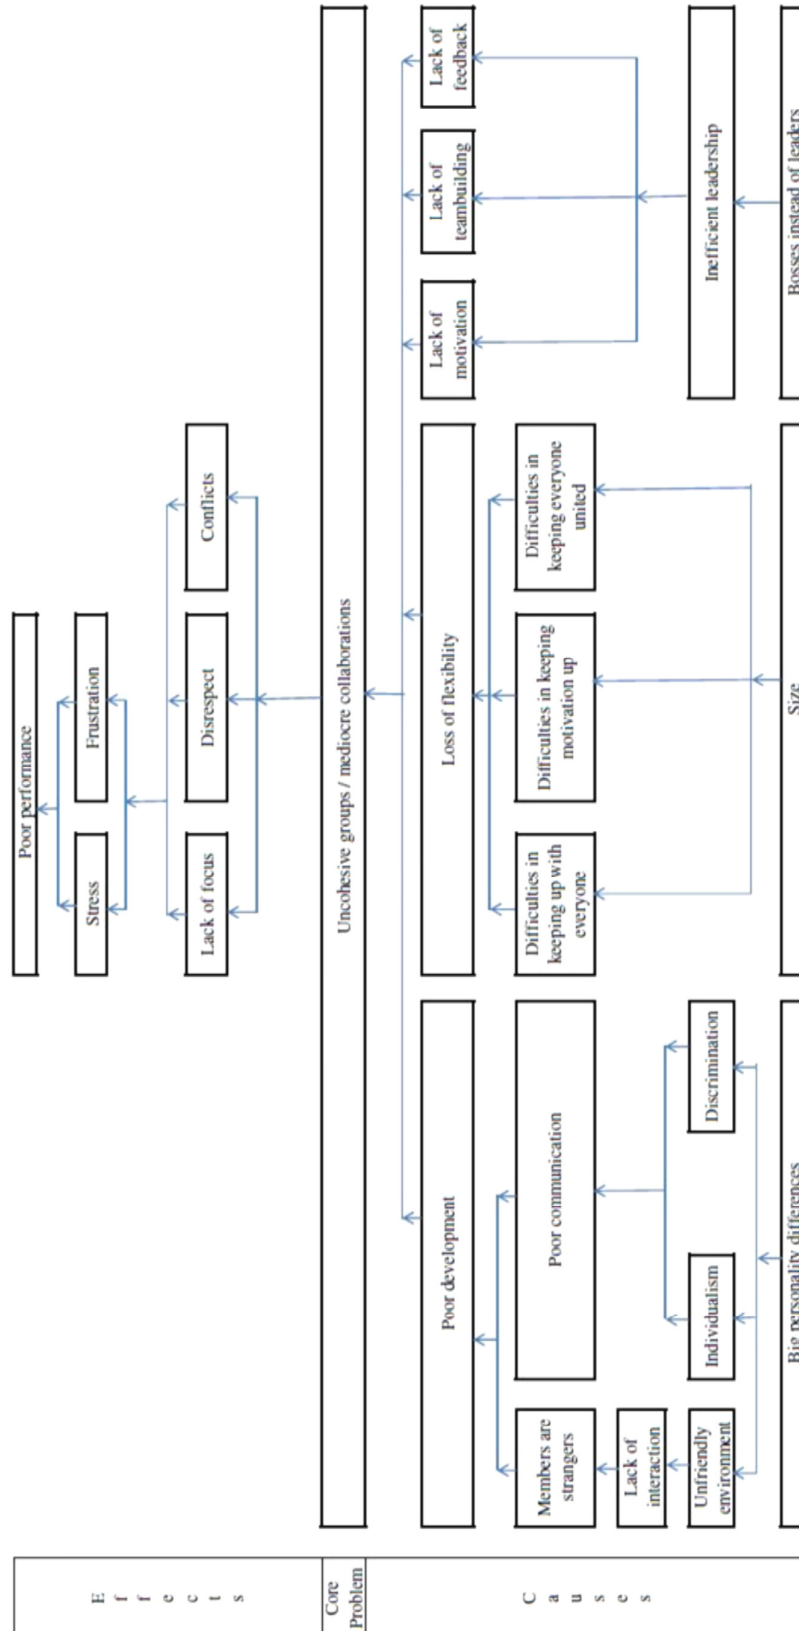 Effects
Poor performance
Stress
Frustration
Lack of focus
Disrespect
Conflicts
Core
Problem
Uncohesive groups / mediocre collaborations
Causes
Poor development
Loss of flexibility
Lack of
motivation
Lack of
teambuilding
Lack of
feedback
Members are
strangers
Poor communication
Difficulties in
keeping up with
everyone
Difficulties in keeping
motivation up
Difficulties in
keeping everyone
united
Lack of
interaction
Unfriendly
environment
Individualism
Discrimination
Inefficient leadership
Big personality differences
Size
Bosses instead of leaders